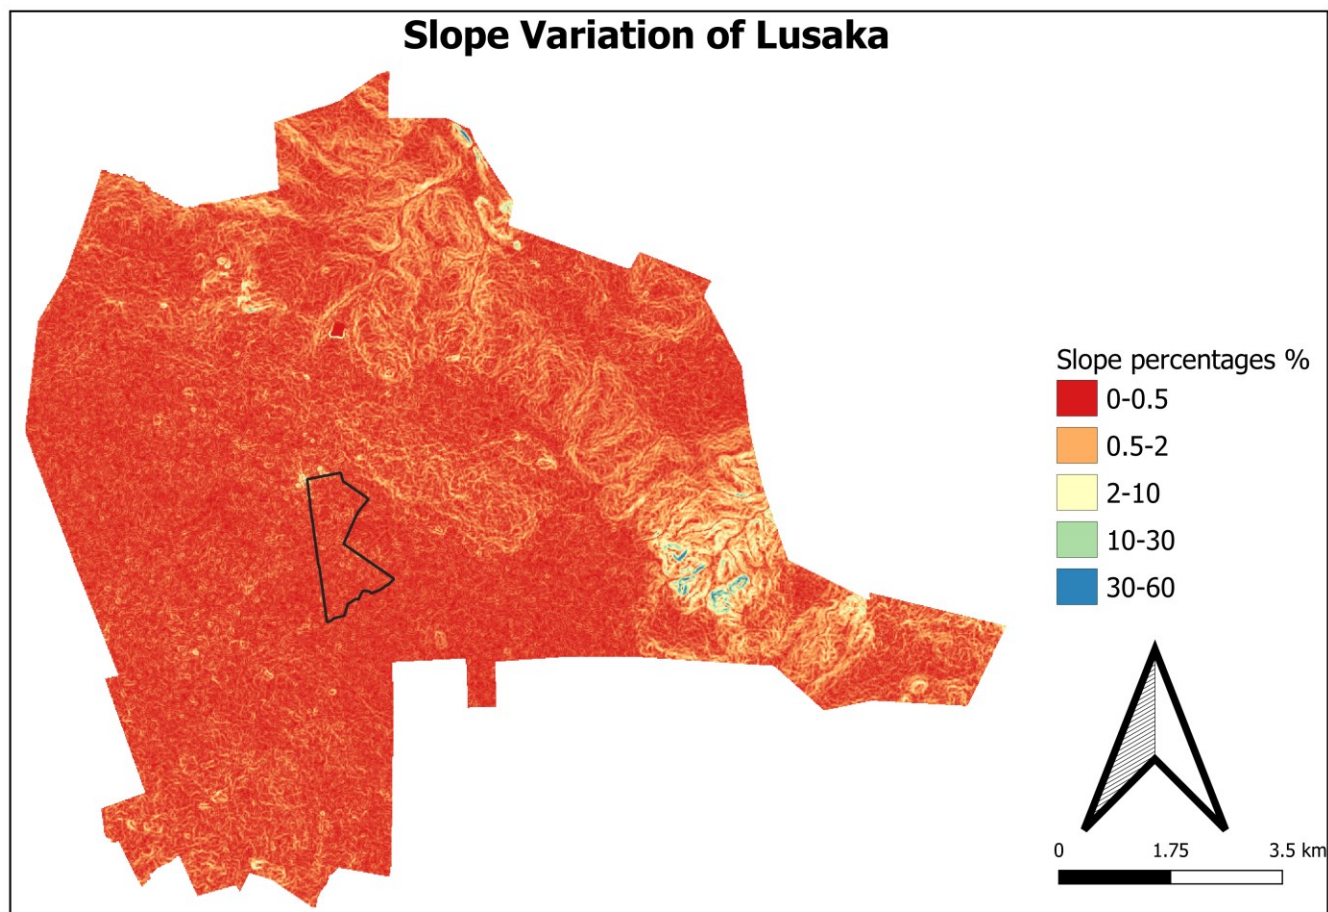 Slope Variation of Lusaka
Slope percentages %
0-0.5
0.5-2
2-10
10-30
30-60
0 1.75 3.5 km